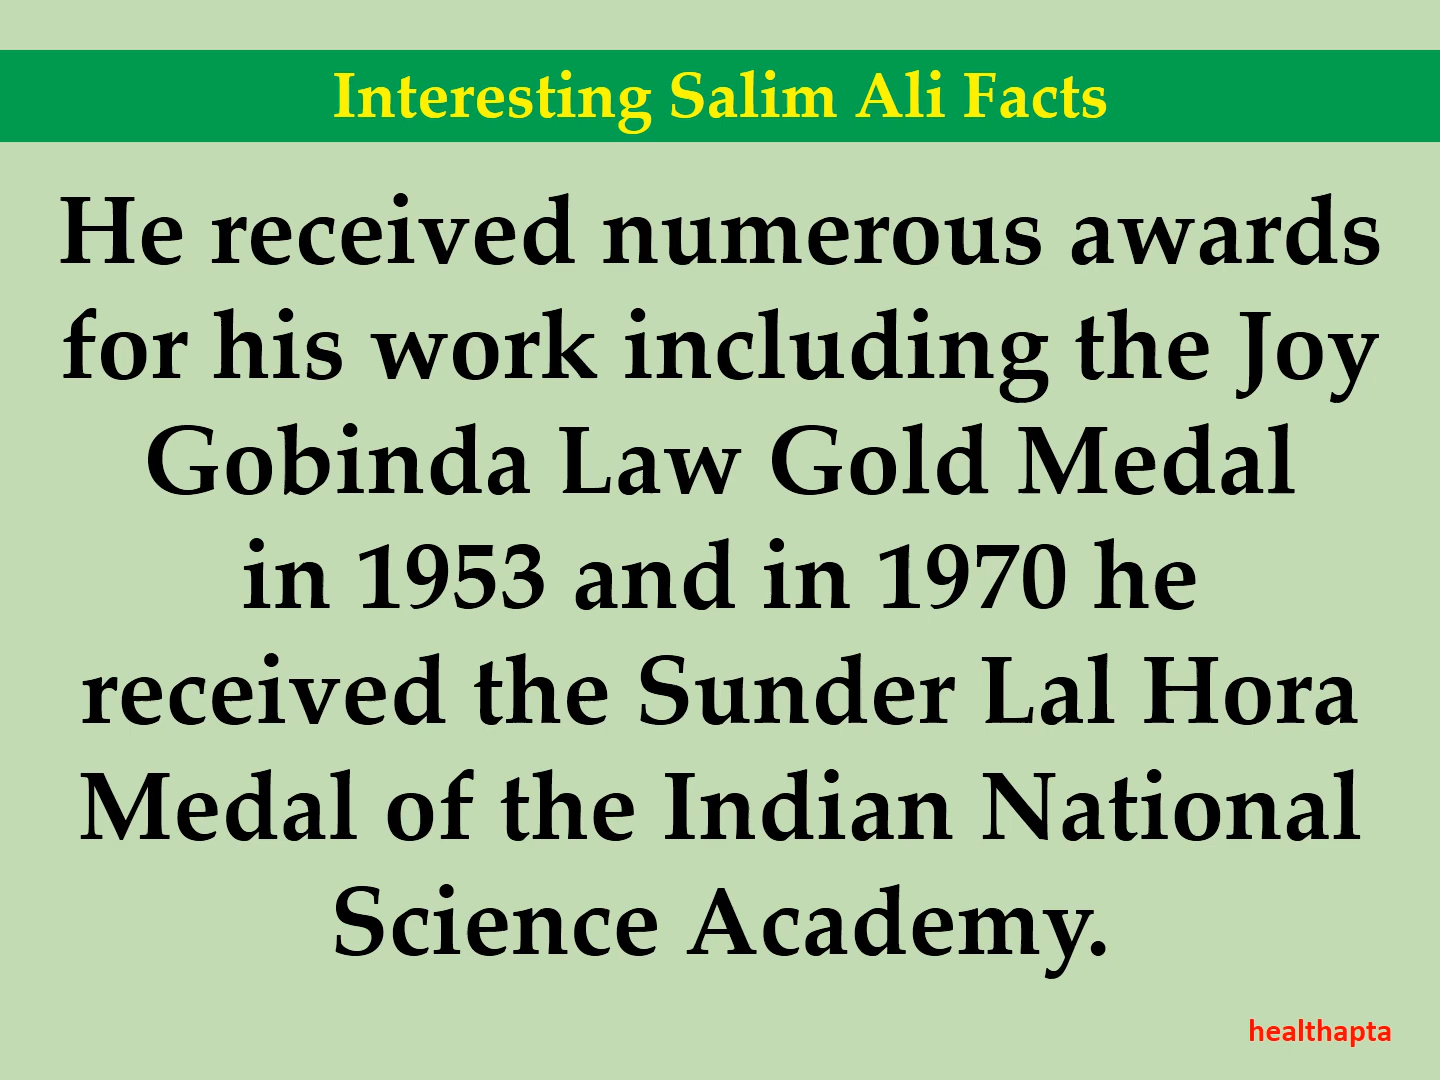 Interesting Salim Ali Facts
He received numerous awards
for his work including the Joy
Gobinda Law Gold Medal
in 1953 and in 1970 he
received the Sunder Lal Hora
Medal of the Indian National
Science Academy.
healthapta